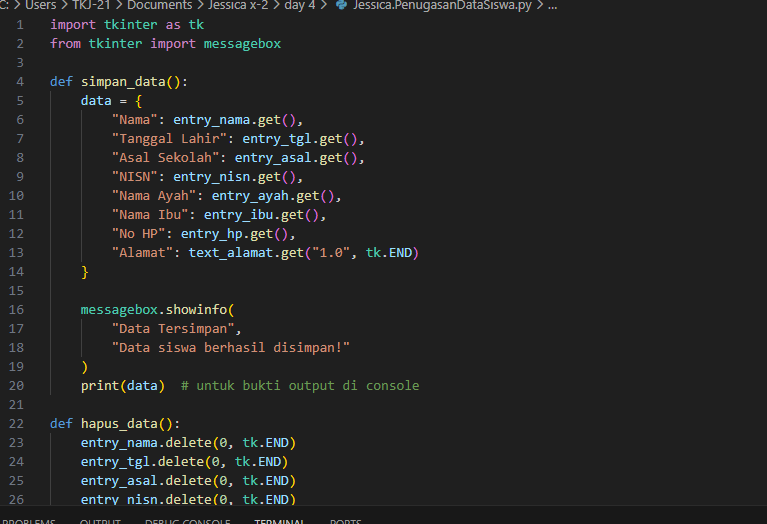 C: > Users > TKJ-21 > Documents > Jessica x-2 > day 4 > Jessica.PenugasanDataSiswa.py > ...
1 import tkinter as tk
2 from tkinter import messagebox
3
4 def simpan_data():
5 data = {
6 "Nama": entry_nama.get(),
7 "Tanggal Lahir": entry_tgl.get(),
8 "Asal Sekolah": entry_asal.get(),
9 "NISN": entry_nisn.get(),
10 "Nama Ayah": entry_ayah.get(),
11 "Nama Ibu": entry_ibu.get(),
12 "No HP": entry_hp.get(),
13 "Alamat": text_alamat.get("1.0", tk.END)
14 }
15
16 messagebox.showinfo(
17 "Data Tersimpan",
18 "Data siswa berhasil disimpan!"
19 )
20 print(data)  # untuk bukti output di console
21
22 def hapus_data():
23 entry_nama.delete(0, tk.END)
24 entry_tgl.delete(0, tk.END)
25 entry_asal.delete(0, tk.END)
26 entry_nisn.delete(0, tk.END)
PROBLEMS OUTPUT DEBUG CONSOLE TERMINAL PORTS